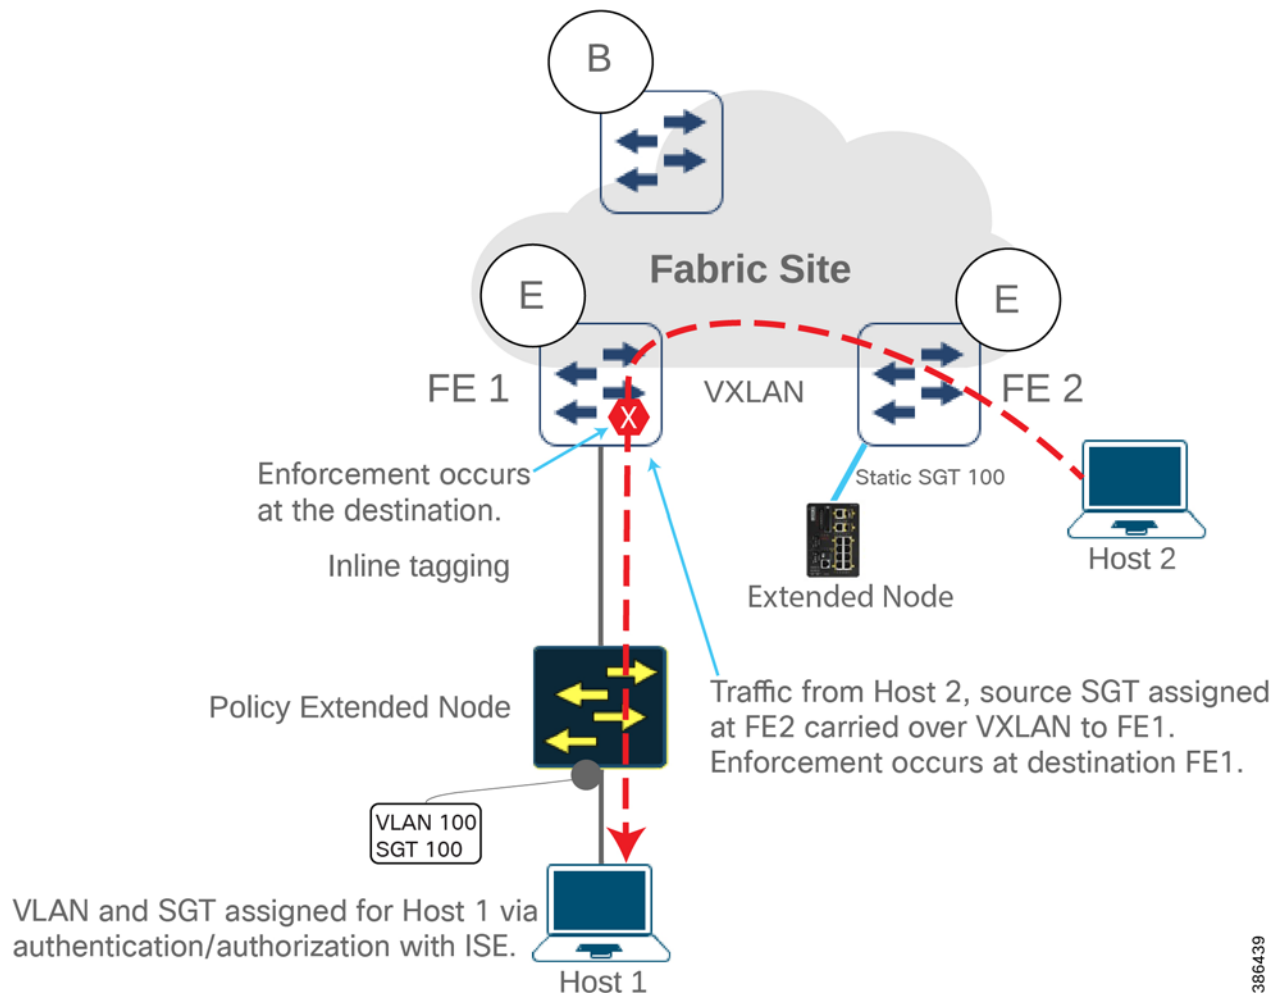 B
Fabric Site
E
E
FE 1
VXLAN
FE 2
X
Enforcement occurs
at the destination.
Static SGT 100
Inline tagging
Host 2
Extended Node
Policy Extended Node
Traffic from Host 2, source SGT assigned
at FE2 carried over VXLAN to FE1.
Enforcement occurs at destination FE1.
VLAN 100
SGT 100
VLAN and SGT assigned for Host 1 via
authentication/authorization with ISE.
Host 1
386439